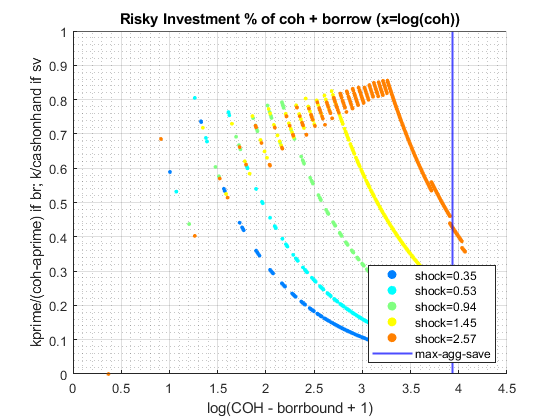 Risky Investment % of coh + borrow (x=log(coh))
kprime/(coh-aprime) if br; k/cashonhand if sv
1
0.9
0.8
0.7
0.6
0.5
0.4
0.3
0.2
0.1
0
0 0.5 1 1.5 2 2.5 3 3.5 4 4.5
log(COH - borrbound + 1)
shock=0.35
shock=0.53
shock=0.94
shock=1.45
shock=2.57
max-agg-save